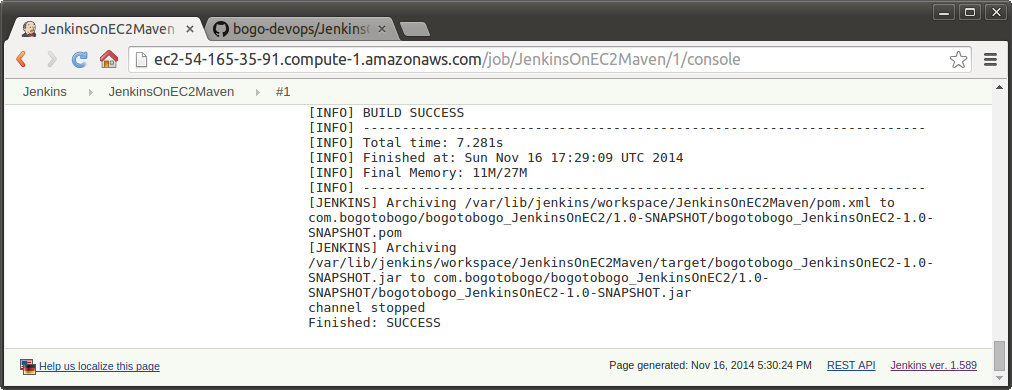 JenkinsOnEC2Maven
bogo-devops/Jenkins
ec2-54-165-35-91.compute-1.amazonaws.com/job/JenkinsOnEC2Maven/1/console
Jenkins JenkinsOnEC2Maven #1
[INFO] BUILD SUCCESS
[INFO] ------------------------------------------------------------------------
[INFO] Total time: 7.281s
[INFO] Finished at: Sun Nov 16 17:29:09 UTC 2014
[INFO] Final Memory: 11M/27M
[INFO] ------------------------------------------------------------------------
[JENKINS] Archiving /var/lib/jenkins/workspace/JenkinsOnEC2Maven/pom.xml to
com.bogotobogo/bogotobogo_JenkinsOnEC2/1.0-SNAPSHOT/bogotobogo_JenkinsOnEC2-1.0-
SNAPSHOT.pom
[JENKINS] Archiving
/var/lib/jenkins/workspace/JenkinsOnEC2Maven/target/bogotobogo_JenkinsOnEC2-1.0-
SNAPSHOT.jar to com.bogotobogo/bogotobogo_JenkinsOnEC2/1.0-
SNAPSHOT/bogotobogo_JenkinsOnEC2-1.0-SNAPSHOT.jar
channel stopped
Finished: SUCCESS
Help us localize this page Page generated: Nov 16, 2014 5:30:24 PM REST API Jenkins ver. 1.589